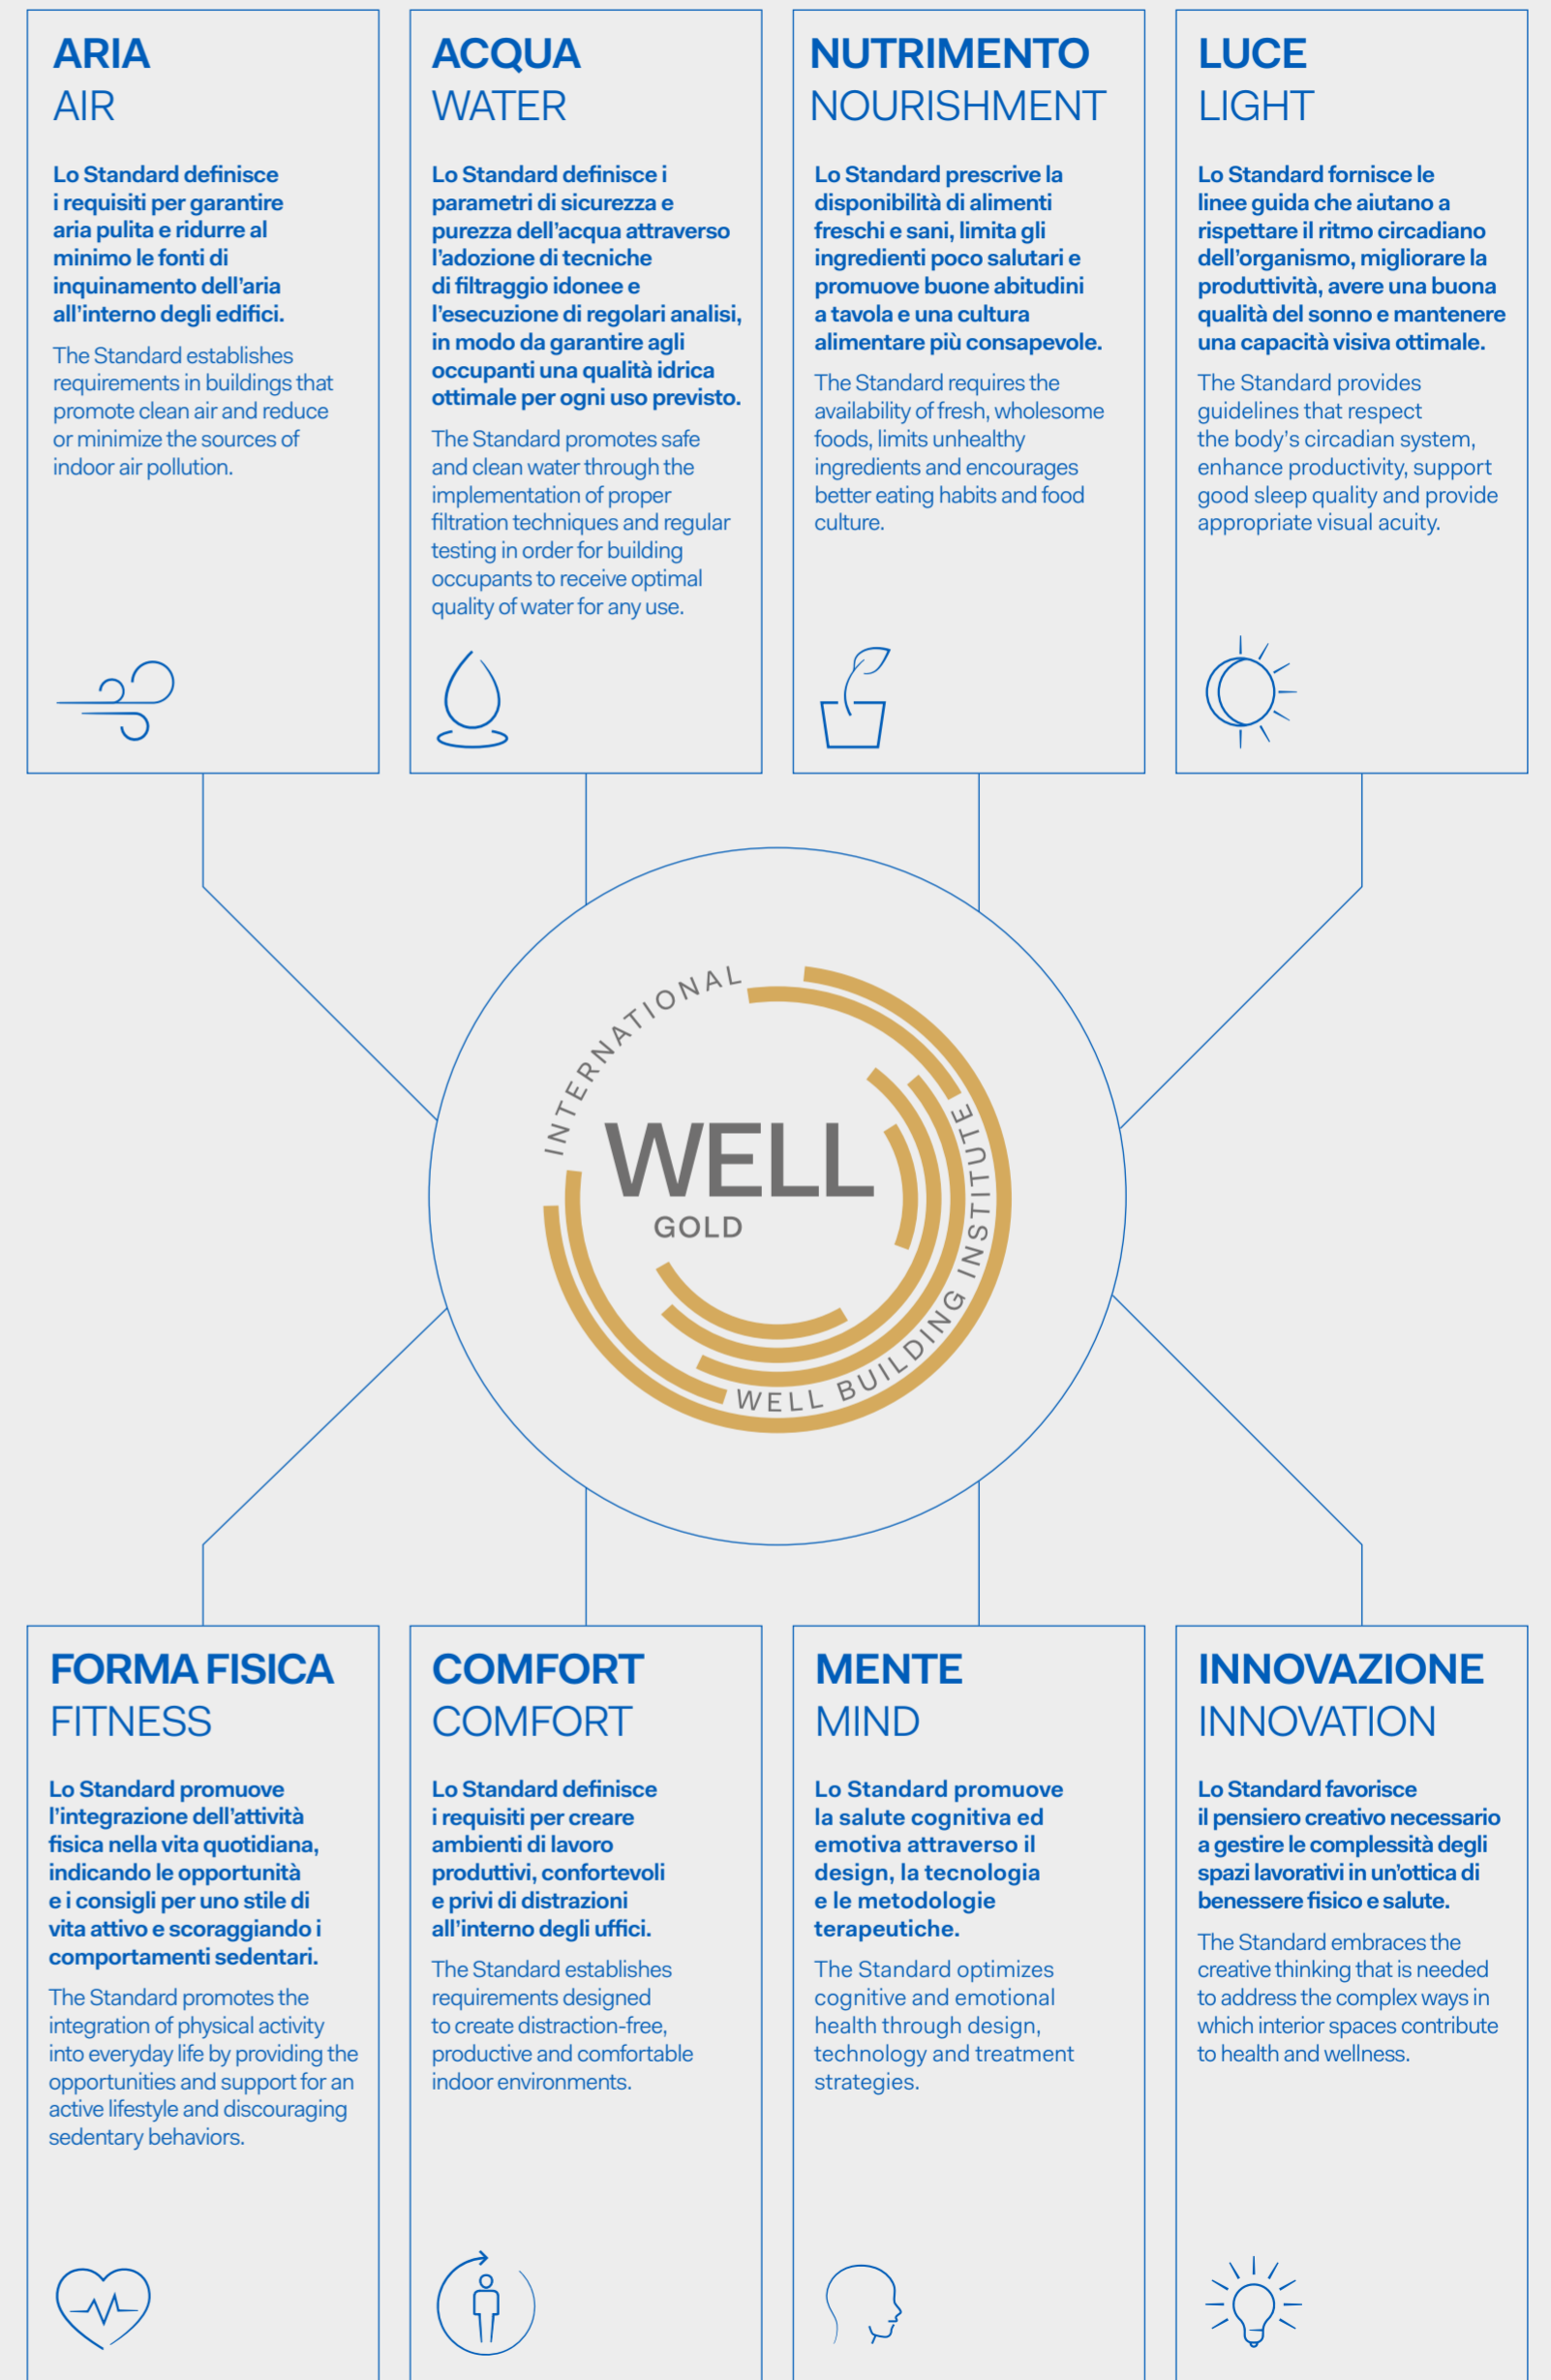 ARIA
AIR
Lo Standard definisce
i requisiti per garantire
aria pulita e ridurre al
minimo le fonti di
inquinamento dell’aria
all’interno degli edifici.
The Standard establishes
requirements in buildings that
promote clean air and reduce
or minimize the sources of
indoor air pollution.
ACQUA
WATER
Lo Standard definisce i
parametri di sicurezza e
purezza dell’acqua attraverso
l’adozione di tecniche
di filtraggio idonee e
l’esecuzione di regolari analisi,
in modo da garantire agli
occupanti una qualità idrica
ottimale per ogni uso previsto.
The Standard promotes safe
and clean water through the
implementation of proper
filtration techniques and regular
testing in order for building
occupants to receive optimal
quality of water for any use.
NUTRIMENTO
NOURISHMENT
Lo Standard prescrive la
disponibilità di alimenti
freschi e sani, limita gli
ingredienti poco salutari e
promuove buone abitudini
a tavola e una cultura
alimentare più consapevole.
The Standard requires the
availability of fresh, wholesome
foods, limits unhealthy
ingredients and encourages
better eating habits and food
culture.
LUCE
LIGHT
Lo Standard fornisce le
linee guida che aiutano a
rispettare il ritmo circadiano
dell’organismo, migliorare la
produttività, avere una buona
qualità del sonno e mantenere
una capacità visiva ottimale.
The Standard provides
guidelines that respect
the body’s circadian system,
enhance productivity, support
good sleep quality and provide
appropriate visual acuity.
INTERNATIONAL
WELL
GOLD
WELL BUILDING INSTITUTE
FORMA FISICA
FITNESS
Lo Standard promuove
l’integrazione dell’attività
fisica nella vita quotidiana,
indicando le opportunità
e i consigli per uno stile di
vita attivo e scoraggiando i
comportamenti sedentari.
The Standard promotes the
integration of physical activity
into everyday life by providing the
opportunities and support for an
active lifestyle and discouraging
sedentary behaviors.
COMFORT
COMFORT
Lo Standard definisce
i requisiti per creare
ambienti di lavoro
produttivi, confortevoli
e privi di distrazioni
all’interno degli uffici.
The Standard establishes
requirements designed
to create distraction-free,
productive and comfortable
indoor environments.
MENTE
MIND
Lo Standard promuove
la salute cognitiva ed
emotiva attraverso il
design, la tecnologia
e le metodologie
terapeutiche.
The Standard optimizes
cognitive and emotional
health through design,
technology and treatment
strategies.
INNOVAZIONE
INNOVATION
Lo Standard favorisce
il pensiero creativo necessario
a gestire le complessità degli
spazi lavorativi in un’ottica di
benessere fisico e salute.
The Standard embraces the
creative thinking that is needed
to address the complex ways in
which interior spaces contribute
to health and wellness.